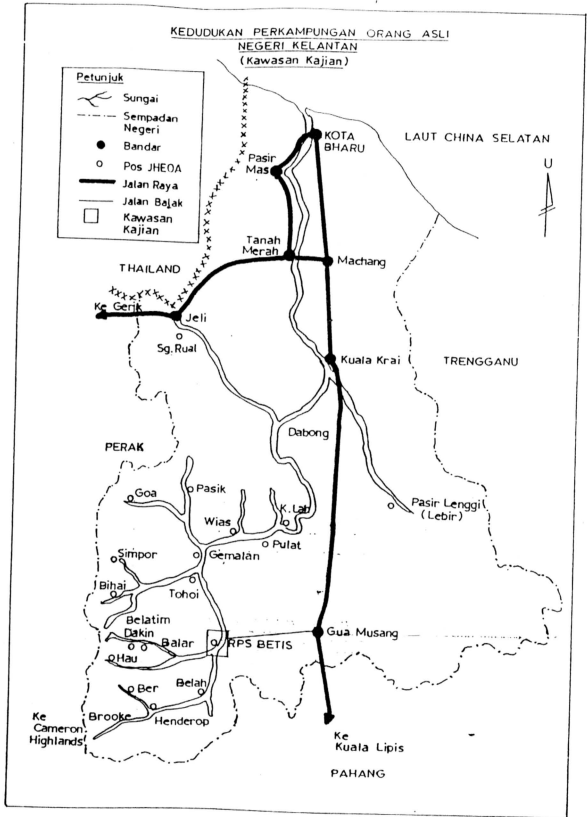 KEDUDUKAN PERKAMPUNGAN ORANG ASLI
NEGERI KELANTAN
(Kawasan Kajian)
Petunjuk
Sungai
Sempadan
Negeri
Bandar
Pos JHEOA
Jalan Raya
Jalan Balak
Kawasan
Kajian
KOTA
BHARU
LAUT CHINA SELATAN
U
Pasir
Mas
Tanah
Merah
Machang
THAILAND
Ke Gerik
Jeli
Sg. Rual
Kuala Krai
TRENGGANU
Dabong
PERAK
Goa
Pasik
K. Lah
Wias
Pasir Lenggi
(Lebir)
Pulat
Simpor
Gemalan
Bihai
Tohoi
Belatim
Dakin
Balar
Hau
RPS BETIS
Gua Musang
Ber
Belah
Brooke
Henderop
Ke
Cameron
Highlands
Ke
Kuala Lipis
PAHANG